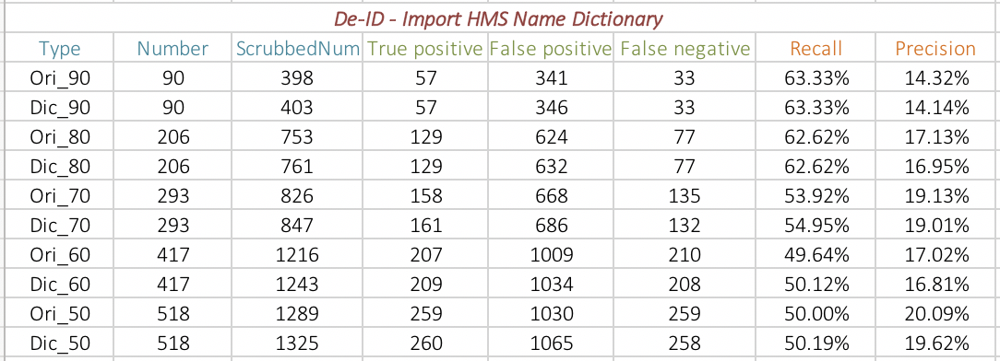 De-ID - Import HMS Name Dictionary
Type Number ScrubbedNum True positive False positive False negative Recall Precision
Ori_90 90 398 57 341 33 63.33% 14.32%
Dic_90 90 403 57 346 33 63.33% 14.14%
Ori_80 206 753 129 624 77 62.62% 17.13%
Dic_80 206 761 129 632 77 62.62% 16.95%
Ori_70 293 826 158 668 135 53.92% 19.13%
Dic_70 293 847 161 686 132 54.95% 19.01%
Ori_60 417 1216 207 1009 210 49.64% 17.02%
Dic_60 417 1243 209 1034 208 50.12% 16.81%
Ori_50 518 1289 259 1030 259 50.00% 20.09%
Dic_50 518 1325 260 1065 258 50.19% 19.62%